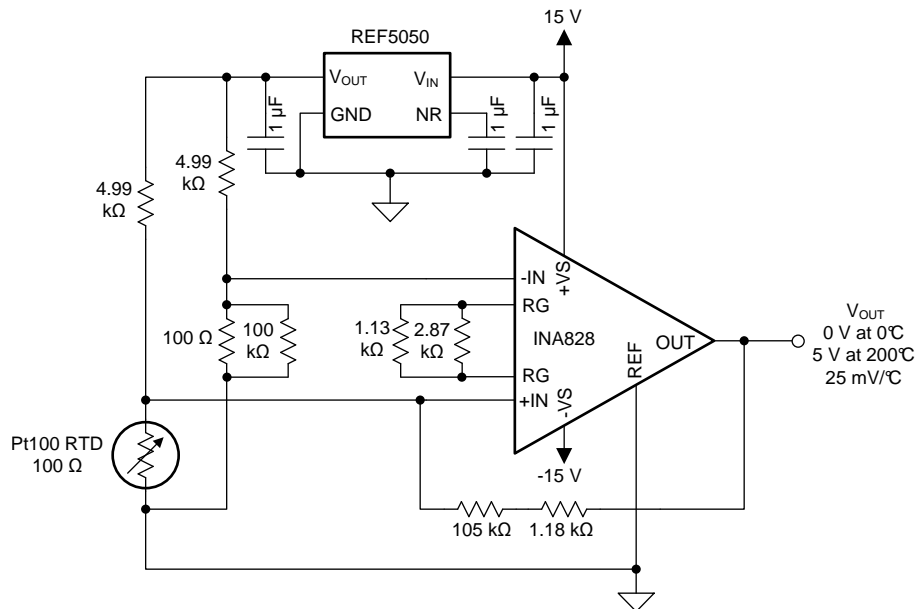 15 V
REF5050
VOUT
VIN
GND
NR
1 µF
1 µF
1 µF
4.99
kΩ
4.99
kΩ
-IN
+VS
RG
100 Ω
100
kΩ
1.13
kΩ
2.87
kΩ
INA828
OUT
REF
RG
+IN
-VS
VOUT
0 V at 0°C
5 V at 200°C
25 mV/°C
Pt100 RTD
100 Ω
-15 V
105 kΩ
1.18 kΩ